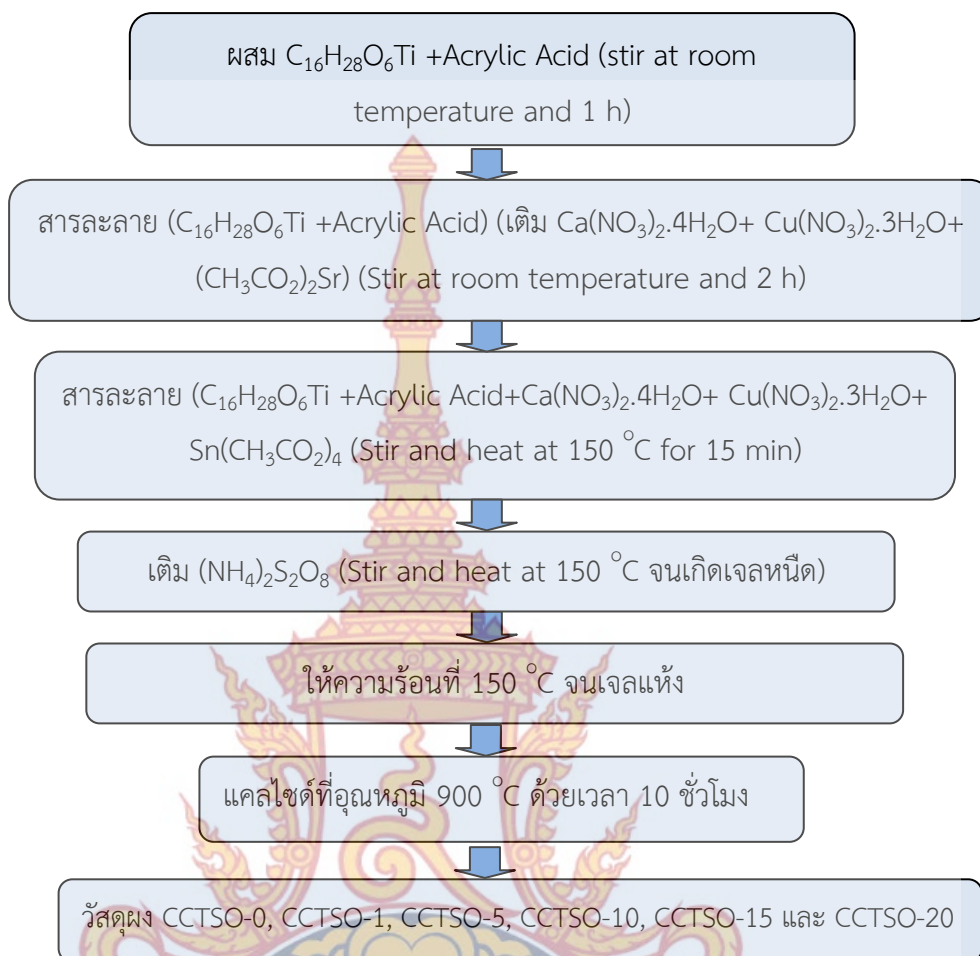 ผสม C₁₆H₂₈O₆Ti +Acrylic Acid (stir at room
temperature and 1 h)
สารละลาย (C₁₆H₂₈O₆Ti +Acrylic Acid) (เติม Ca(NO₃)₂.4H₂O+ Cu(NO₃)₂.3H₂O+
(CH₃CO₂)₂Sr) (Stir at room temperature and 2 h)
สารละลาย (C₁₆H₂₈O₆Ti +Acrylic Acid+Ca(NO₃)₂.4H₂O+ Cu(NO₃)₂.3H₂O+
Sn(CH₃CO₂)₄ (Stir and heat at 150 °C for 15 min)
เติม (NH₄)₂S₂O₈ (Stir and heat at 150 °C จนเกิดเจลหนืด)
ให้ความร้อนที่ 150 °C จนเจลแห้ง
แคลไซด์ที่อุณหภูมิ 900 °C ด้วยเวลา 10 ชั่วโมง
วัสดุผง CCTSO-0, CCTSO-1, CCTSO-5, CCTSO-10, CCTSO-15 และ CCTSO-20